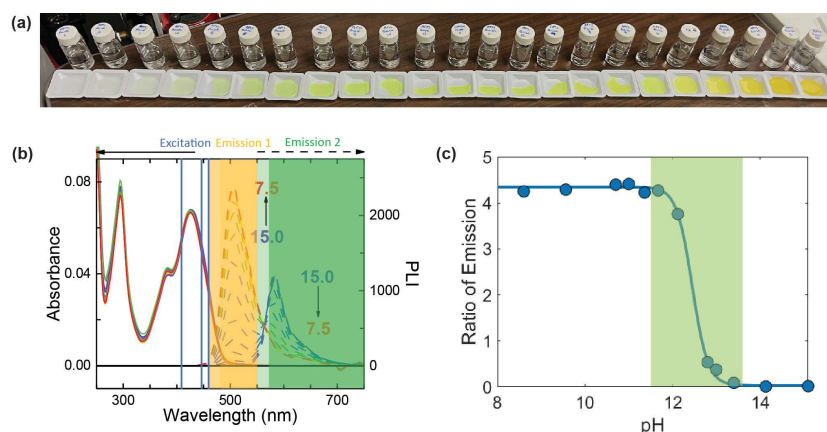 (a)
(b)
Excitation Emission 1 Emission 2
7.5
15.0
15.0
7.5
0.08
0.04
0.00
Absorbance
2000
1000
0
PLI
300 500 700
Wavelength (nm)
(c)
5
4
3
2
1
0
Ratio of Emission
8 10 12 14
pH